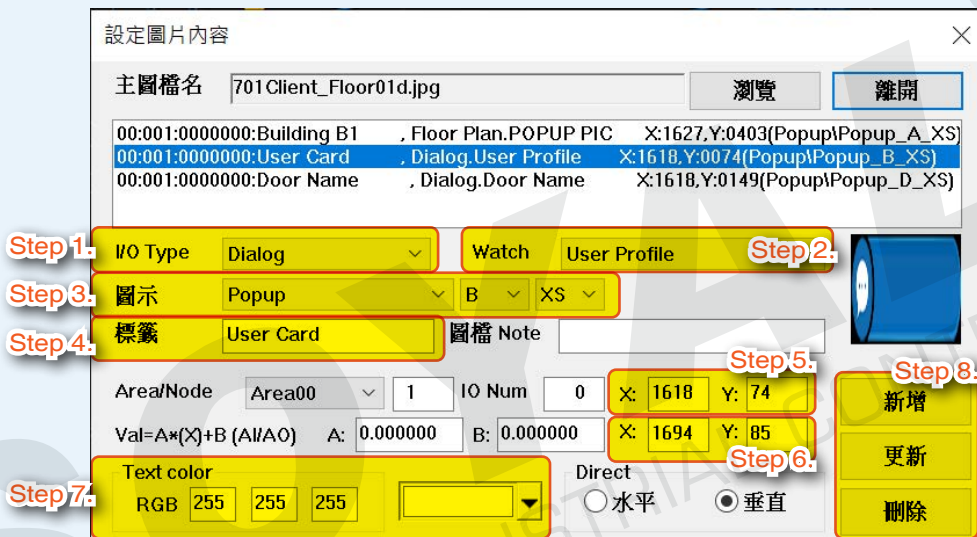 設定圖片內容
主圖檔名 701Client_Floor01d.jpg 瀏覽 離開
00:001:0000000:Building B1 , Floor Plan.POPUP PIC X:1627,Y:0403(Popup\Popup_A_XS)
00:001:0000000:User Card , Dialog.User Profile X:1618,Y:0074(Popup\Popup_B_XS)
00:001:0000000:Door Name , Dialog.Door Name X:1618,Y:0149(Popup\Popup_D_XS)
Step 1. I/O Type Dialog Watch User Profile Step 2.
Step 3. 圖示 Popup B XS
Step 4. 標籤 User Card 圖檔 Note
Step 5.
Area/Node Area00 1 IO Num 0 X: 1618 Y: 74
Step 8.
新增
Val=A*(X)+B (AI/AO) A: 0.000000 B: 0.000000 X: 1694 Y: 85
Step 6.
更新
Step 7. Text color
RGB 255 255 255
Direct
水平 垂直
刪除